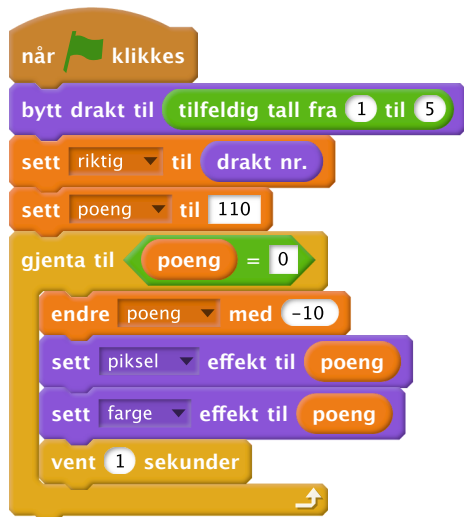 når klikkes
bytt drakt til tilfeldig tall fra 1 til 5
sett riktig til drakt nr.
sett poeng til 110
gjenta til poeng = 0
endre poeng med -10
sett piksel effekt til poeng
sett farge effekt til poeng
vent 1 sekunder